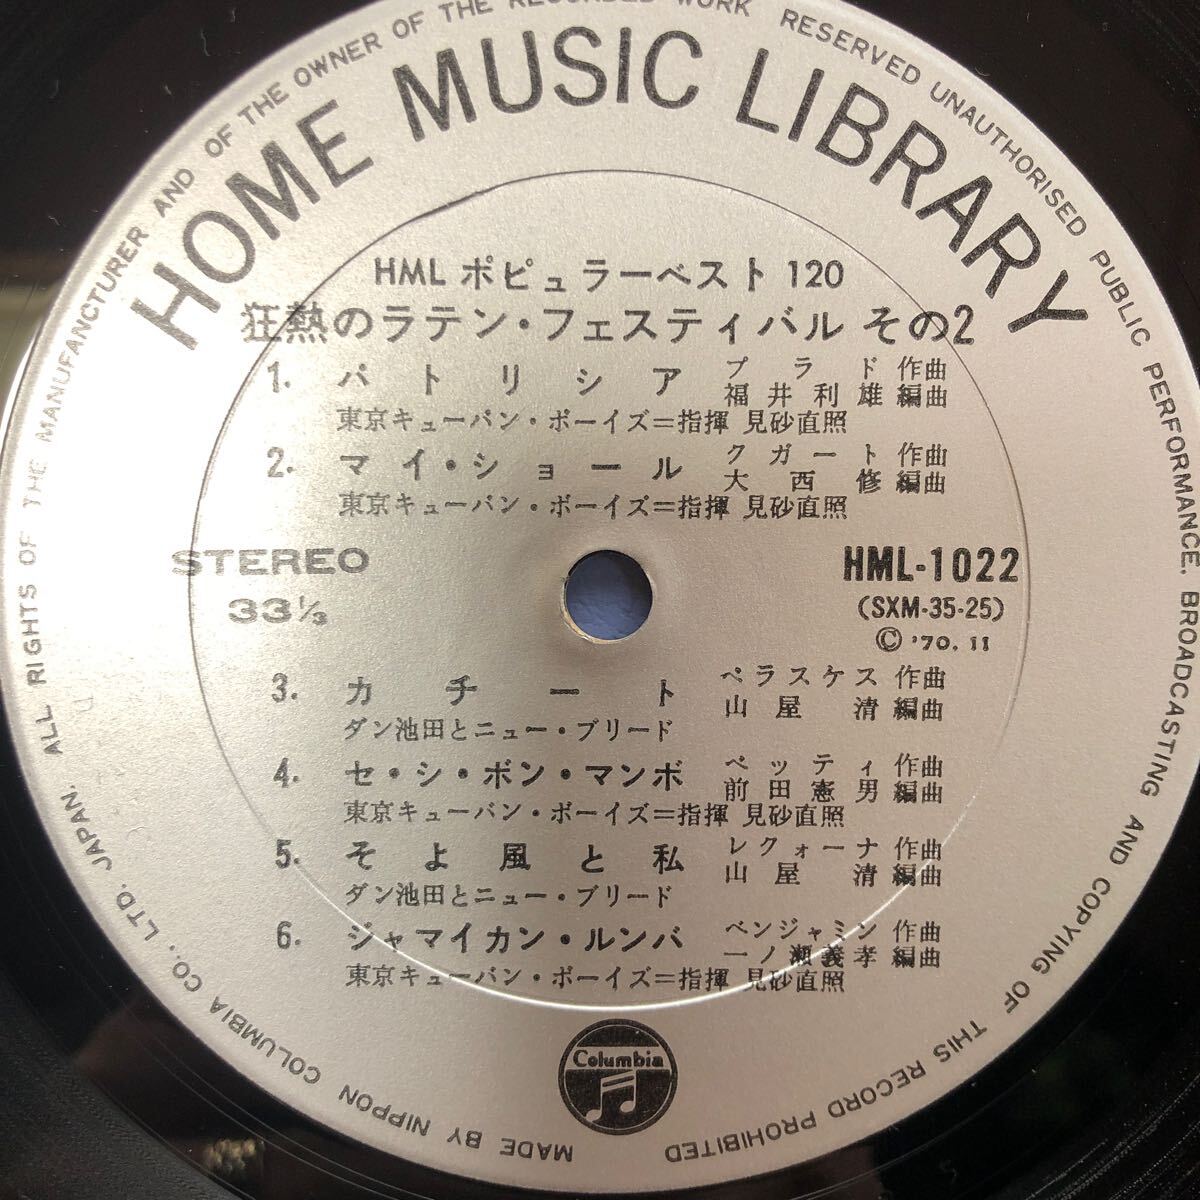 ALL RIGHTS OF THE MANUFANCTURER AND OF THE OWNER OF THE RECORDED WORK RESERVED UNAUTHORISED PUBLIC PERFORMANCE, BROADCASTING AND COPYING OF THIS RECORD PROHIBITED
HOME MUSIC LIBRARY
HML ポピュラーベスト 120
狂熱のラテン・フェスティバル その2
1. パトリシア プラド 作曲
福井利雄 編曲
東京キューバン・ボーイズ=指揮 見砂直照
2. マイ・ショール クガート 作曲
大西修 編曲
東京キューバン・ボーイズ=指揮 見砂直照
STEREO
33⅓
HML-1022
(SXM-35-25)
© '70.11
3. カチート ベラスケス 作曲
山屋清 編曲
ダン池田とニュー・ブリード
4. セ・シ・ボン・マンボ ベッティ 作曲
前田憲男 編曲
東京キューバン・ボーイズ=指揮 見砂直照
5. そよ風と私 レクォーナ 作曲
山屋清 編曲
ダン池田とニュー・ブリード
6. ジャマイカン・ルンバ ベンジャミン 作曲
一ノ瀬義孝 編曲
東京キューバン・ボーイズ=指揮 見砂直照
Columbia
MADE BY NIPPON COLUMBIA CO., LTD. JAPAN.